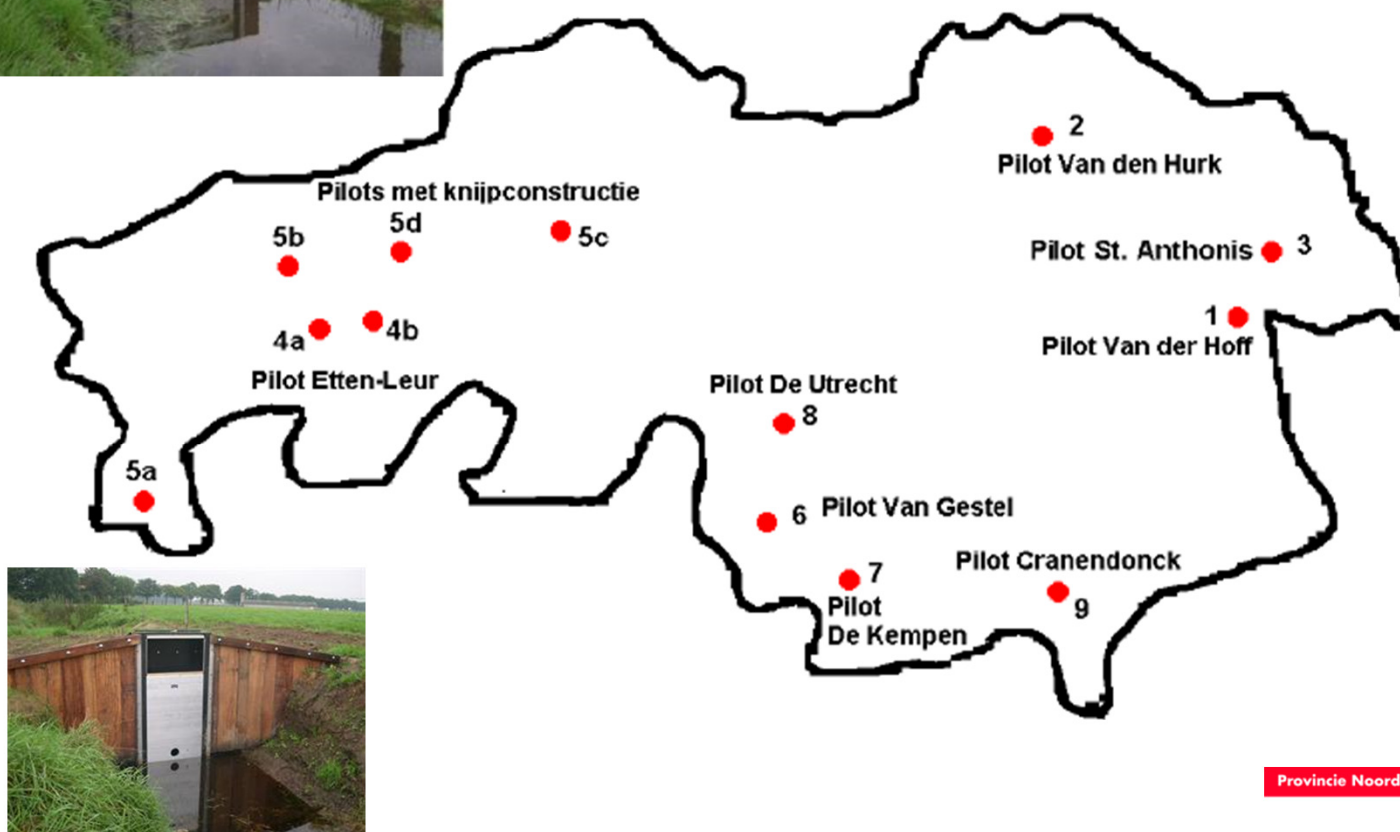 2
Pilot Van den Hurk
Pilots met knijpconstructie
5d
5b
5c
Pilot St. Anthonis
3
1
Pilot Van der Hoff
4a
4b
Pilot Etten-Leur
Pilot De Utrecht
8
5a
6
Pilot Van Gestel
7
Pilot
De Kempen
Pilot Cranendonck
9
Provincie Noord